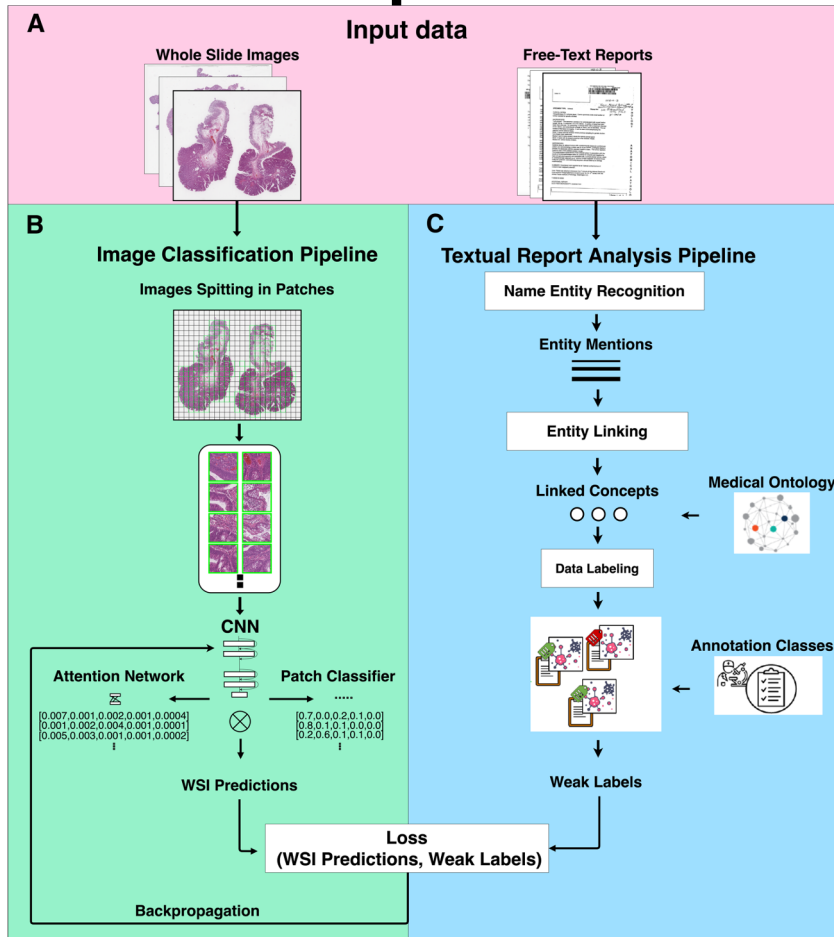 A
Input data
Whole Slide Images
Free-Text Reports
B
Image Classification Pipeline
Images Spitting in Patches
CNN
Attention Network
Patch Classifier
.....
[0.007,0.001,0.002,0.001,0.0004]
[0.001,0.002,0.004,0.001,0.0001]
[0.005,0.003,0.001,0.001,0.0002]
[0.7,0.0,0.2,0.1,0.0]
[0.8,0.1,0.1,0.0,0.0]
[0.2,0.6,0.1,0.1,0.0]
WSI Predictions
C
Textual Report Analysis Pipeline
Name Entity Recognition
Entity Mentions
Entity Linking
Linked Concepts
Medical Ontology
Data Labeling
Annotation Classes
Weak Labels
Loss
(WSI Predictions, Weak Labels)
Backpropagation